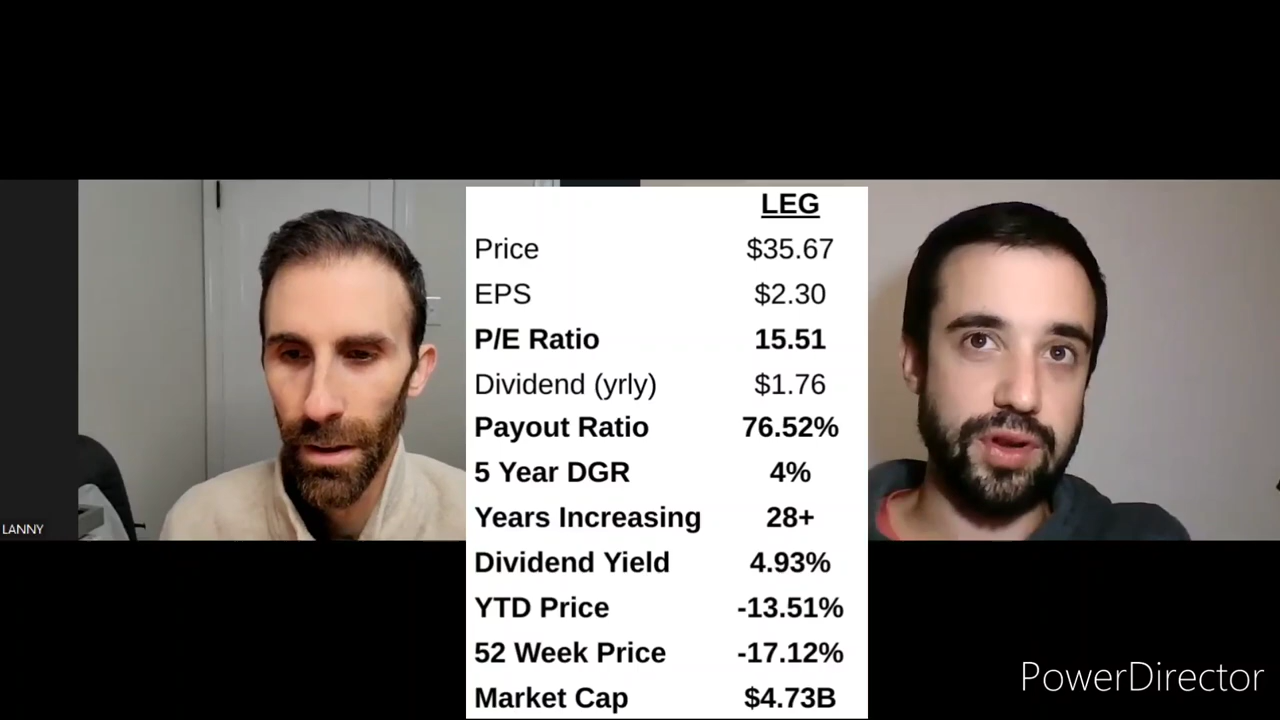 LEG
Price $35.67
EPS $2.30
P/E Ratio 15.51
Dividend (yrly) $1.76
Payout Ratio 76.52%
5 Year DGR 4%
Years Increasing 28+
Dividend Yield 4.93%
YTD Price -13.51%
52 Week Price -17.12%
Market Cap $4.73B
LANNY
PowerDirector